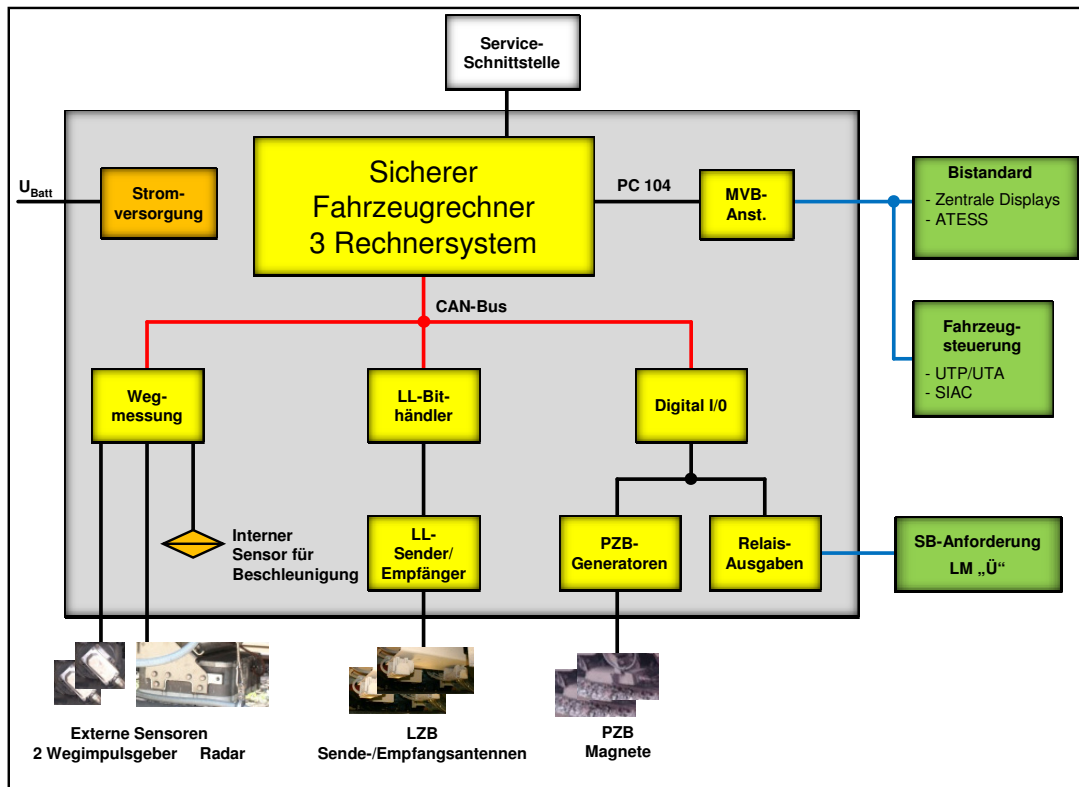 Service-
Schnittstelle
U Batt
Strom-
versorgung
Sicherer
Fahrzeugrechner
3 Rechnersystem
PC 104
MVB-
Anst.
Bistandard
- Zentrale Displays
- ATESS
CAN-Bus
Fahrzeug-
steuerung
- UTP/UTA
- SIAC
Weg-
messung
LL-Bit-
händler
Digital I/0
Interner
Sensor für
Beschleunigung
LL-
Sender/
Empfänger
PZB-
Generatoren
Relais-
Ausgaben
SB-Anforderung
LM „Ü“
Externe Sensoren
2 Wegimpulsgeber Radar
LZB
Sende-/Empfangsantennen
PZB
Magnete